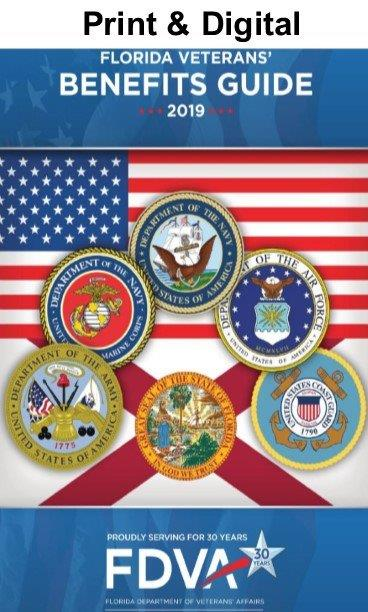 Print & Digital
FLORIDA VETERANS'
BENEFITS GUIDE
2019
DEPARTMENT OF THE NAVY
UNITED STATES OF AMERICA
DEPARTMENT OF THE NAVY
MARINE CORPS
DEPARTMENT OF THE AIR FORCE
MCMXLVII
UNITED STATES OF AMERICA
DEPARTMENT OF THE ARMY
1775
UNITED STATES OF AMERICA
GREAT SEAL OF THE STATE OF FLORIDA
IN GOD WE TRUST
UNITED STATES COAST GUARD
1790
PROUDLY SERVING FOR 30 YEARS
FDVA
30
YEARS
FLORIDA DEPARTMENT OF VETERANS' AFFAIRS